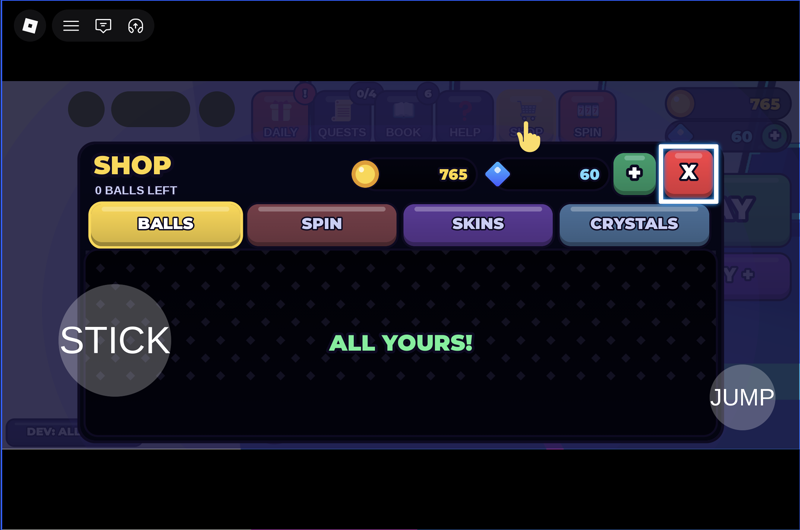 !
0/4
6
DAILY
QUESTS
BOOK
HELP
SPIN
765
60
SHOP
0 BALLS LEFT
765
60
X
BALLS
SPIN
SKINS
CRYSTALS
ALL YOURS!
STICK
JUMP
DEV: ALL